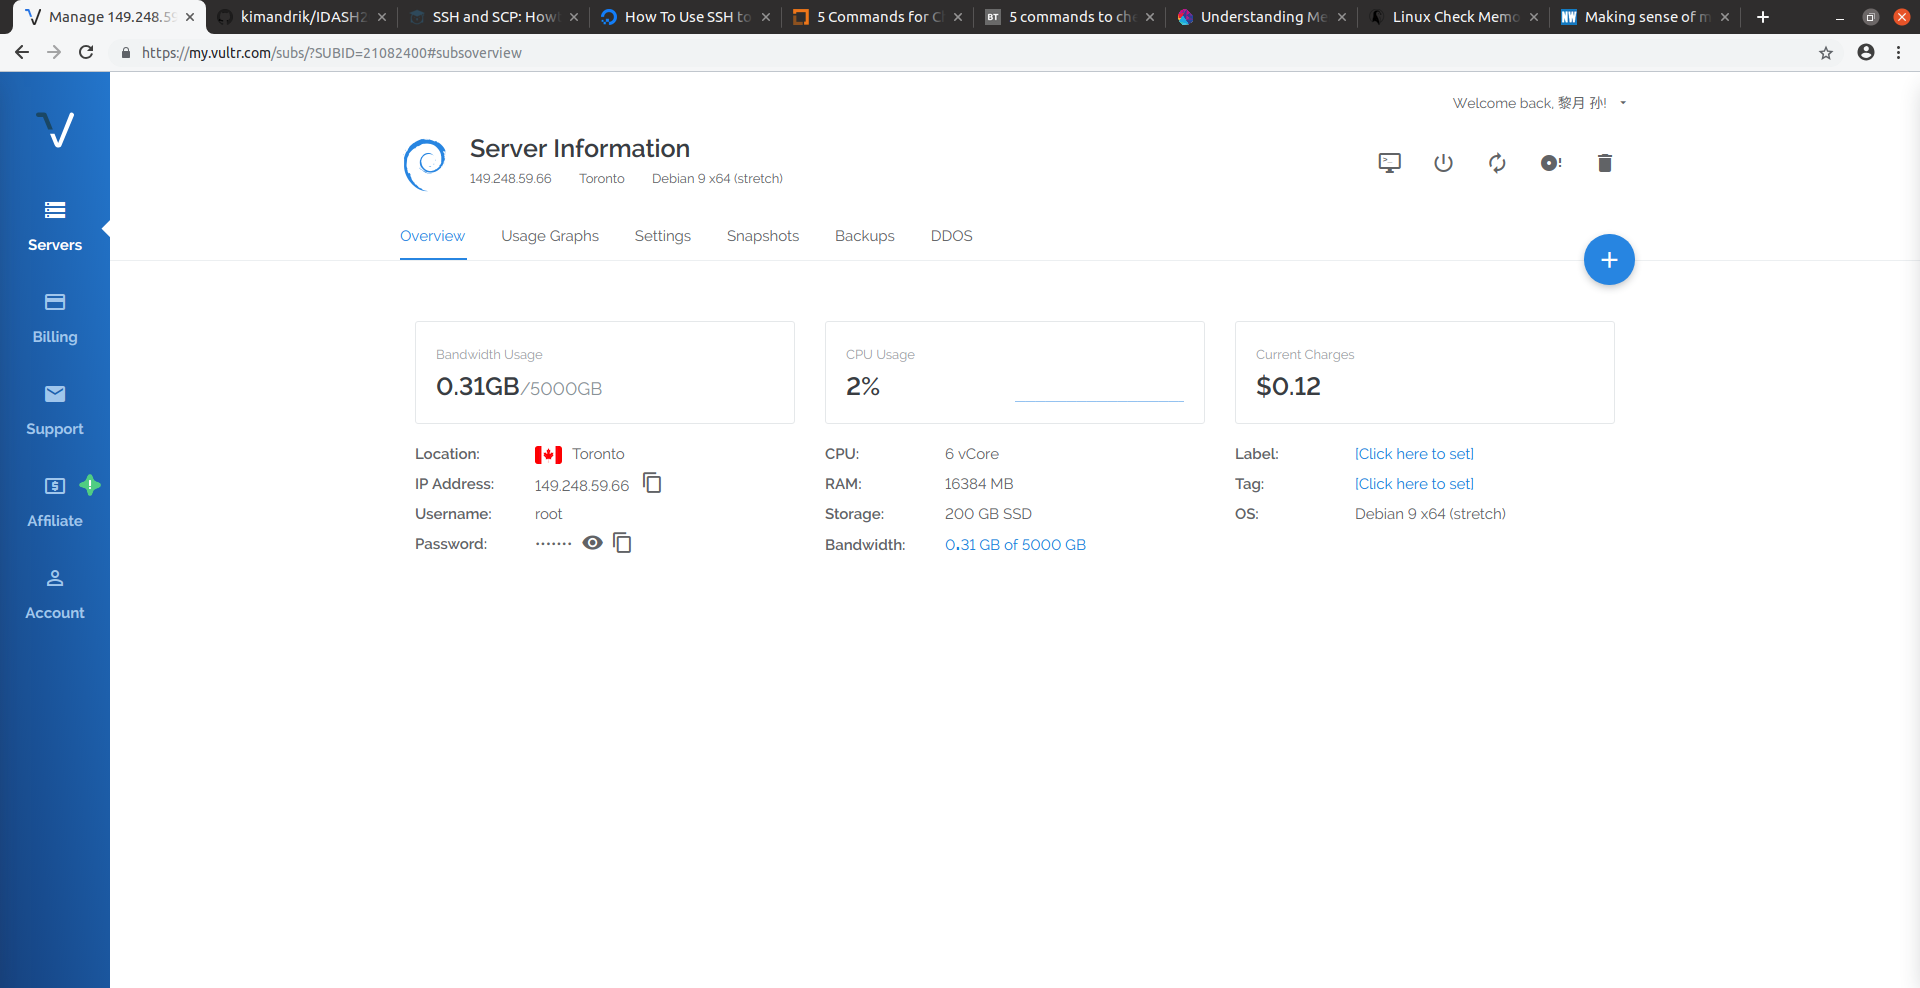 Manage 149.248.59
kimandrik/IDASH2
SSH and SCP: How
How To Use SSH to
5 Commands for C
5 commands to che
Understanding Me
Linux Check Memo
Making sense of m
https://my.vultr.com/subs/?SUBID=21082400#subsoverview
Welcome back, 黎月 孙!
Server Information
149.248.59.66 Toronto Debian 9 x64 (stretch)
Servers
Billing
Support
Affiliate
Account
Overview Usage Graphs Settings Snapshots Backups DDOS
Bandwidth Usage
0.31GB/5000GB
CPU Usage
2%
Current Charges
$0.12
Location: Toronto
IP Address: 149.248.59.66
Username: root
Password: ·······
CPU: 6 vCore
RAM: 16384 MB
Storage: 200 GB SSD
Bandwidth: 0.31 GB of 5000 GB
Label: [Click here to set]
Tag: [Click here to set]
OS: Debian 9 x64 (stretch)